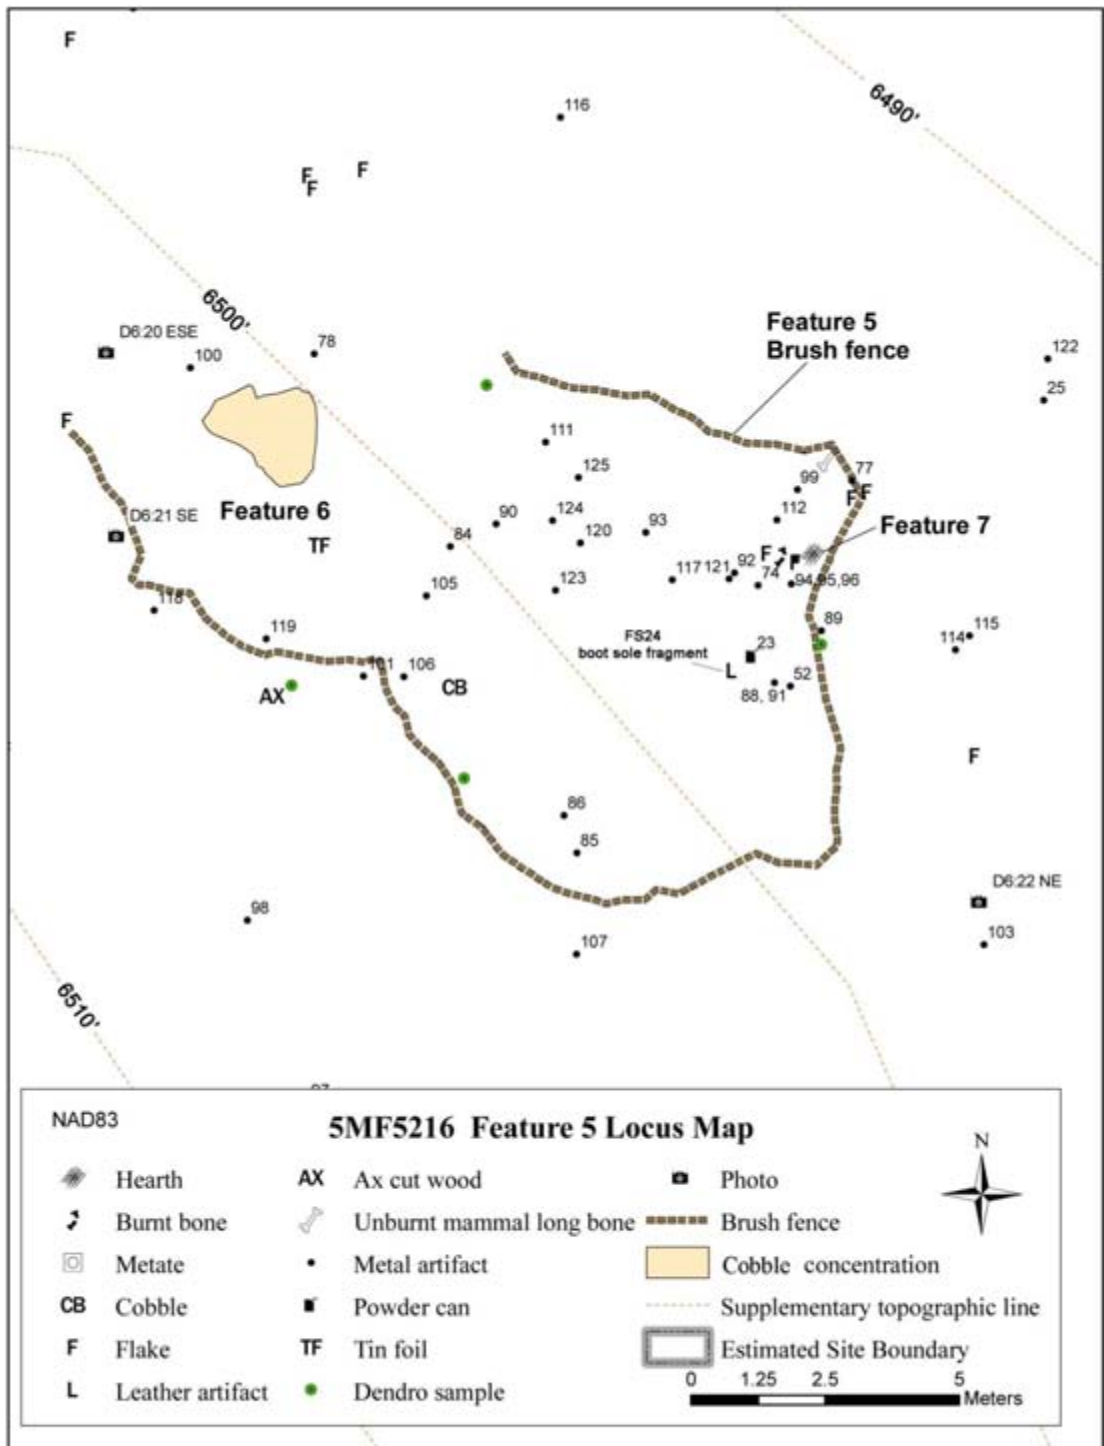 F
116
6490'
F
F
F
6500'
D6:20 ESE
100
78
Feature 5
Brush fence
122
25
F
111
125
99
77
F
F
D6:21 SE
Feature 6
TF
84
90
124
120
93
112
Feature 7
F
F
105
123
117
121
92
74
94,95,96
118
119
89
FS24
boot sole fragment
23
L
114
115
101
106
CB
AX
88, 91
52
F
86
85
D6:22 NE
98
107
103
6510'
NAD83
5MF5216 Feature 5 Locus Map
N
Hearth
AX
Ax cut wood
Photo
Burnt bone
Unburnt mammal long bone
Brush fence
Metate
Metal artifact
Cobble concentration
CB
Cobble
Powder can
Supplementary topographic line
F
Flake
TF
Tin foil
Estimated Site Boundary
L
Leather artifact
Dendro sample
0 1.25 2.5 5
Meters